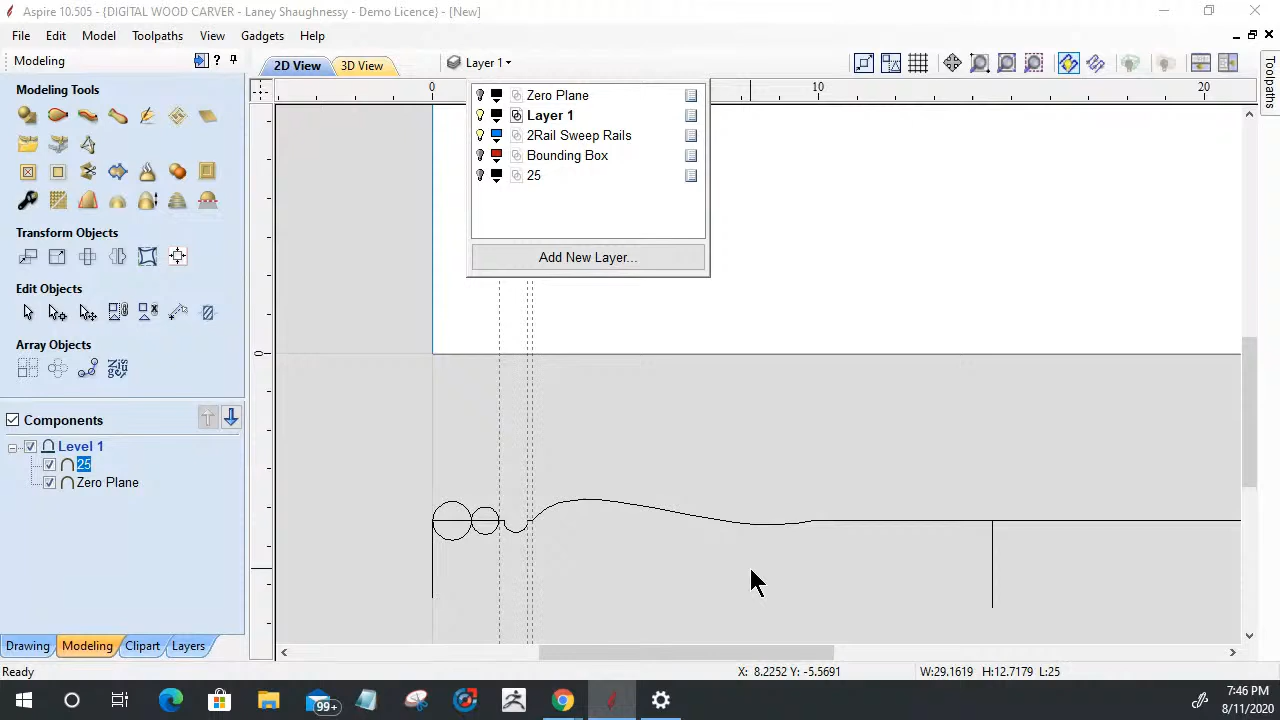 Aspire 10.505 - {DIGITAL WOOD CARVER - Laney Shaughnessy - Demo Licence} - [New]
File Edit Model Toolpaths View Gadgets Help
Modeling
2D View 3D View Layer 1
Modeling Tools
0 10 20
Zero Plane
Layer 1
2Rail Sweep Rails
Bounding Box
25
Add New Layer...
Transform Objects
Edit Objects
Array Objects
0
Components
Level 1
25
Zero Plane
Toolpaths
Drawing Modeling Clipart Layers
Ready
X: 8.2252 Y: -5.5691
W:29.1619 H:12.7179 L:25
99+
7:46 PM
8/11/2020